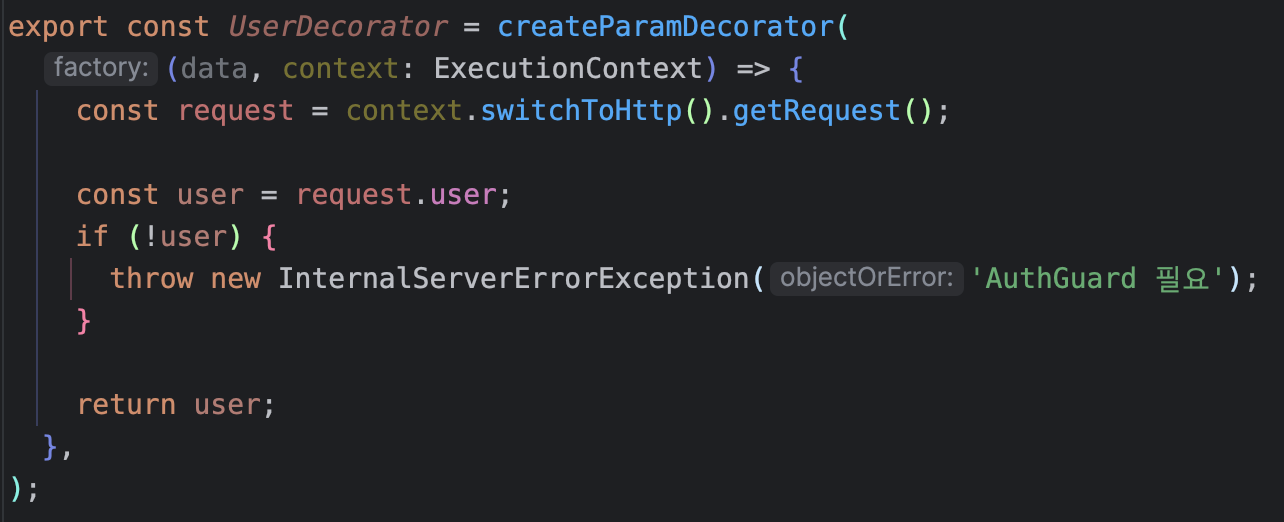 export const UserDecorator = createParamDecorator(
factory: (data, context: ExecutionContext) => {
const request = context.switchToHttp().getRequest();
const user = request.user;
if (!user) {
throw new InternalServerErrorException( objectOrError: 'AuthGuard 필요');
}
return user;
},
);